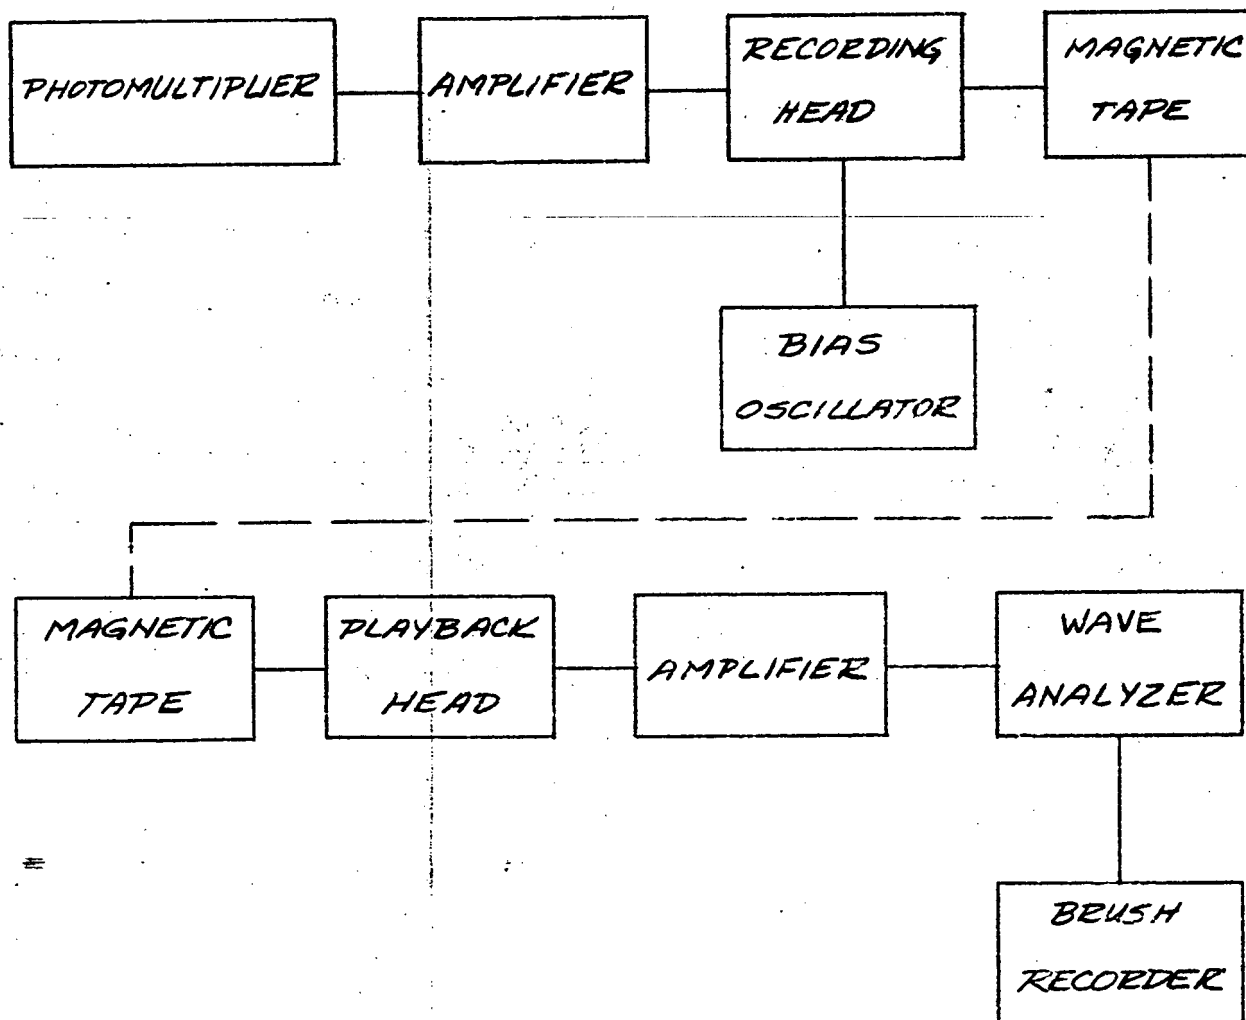 PHOTOMULTIPLIER
AMPLIFIER
RECORDING
HEAD
MAGNETIC
TAPE
BIAS
OSCILLATOR
MAGNETIC
TAPE
PLAYBACK
HEAD
AMPLIFIER
WAVE
ANALYZER
BRUSH
RECORDER